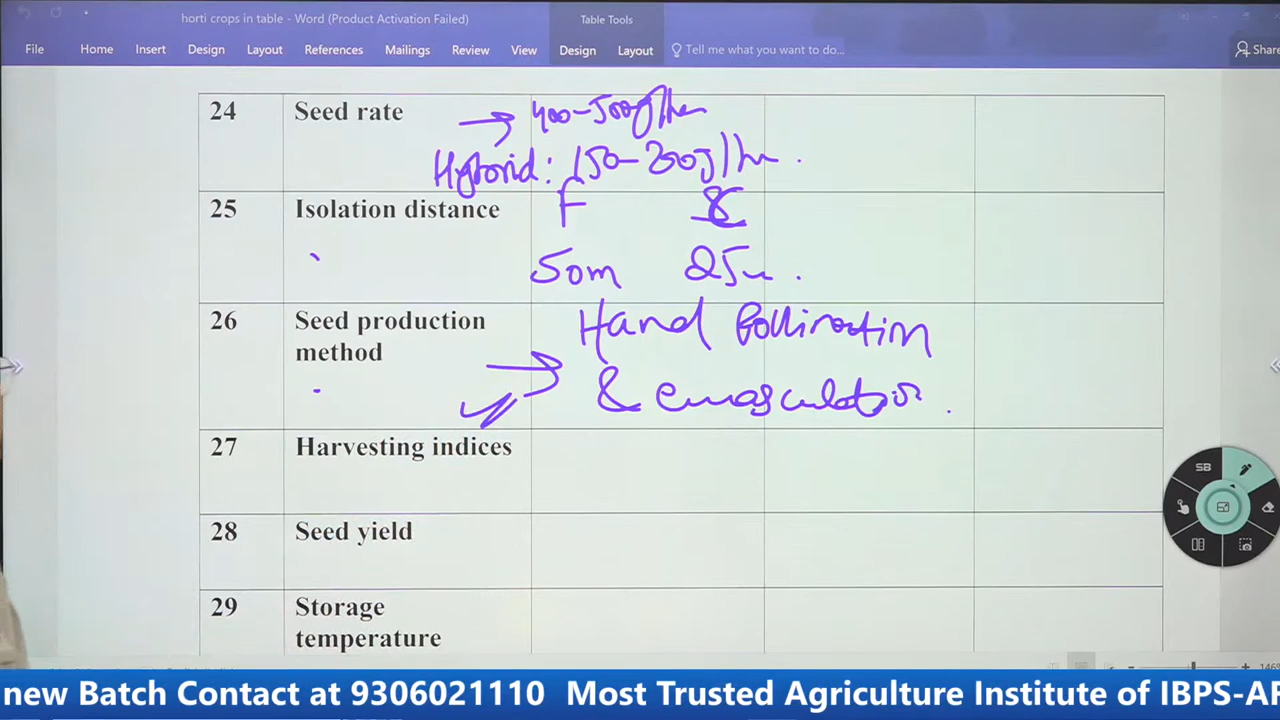 horti crops in table - Word (Product Activation Failed)
Table Tools
File Home Insert Design Layout References Mailings Review View Design Layout Tell me what you want to do... Share
24 Seed rate 400-500g/ha
Hybrid: 150-200g/ha.
25 Isolation distance F
50m 25m.
26 Seed production Hand Pollination
method & emasculation.
27 Harvesting indices
28 Seed yield
29 Storage
temperature
SB
146%
new Batch Contact at 9306021110 Most Trusted Agriculture Institute of IBPS-AF